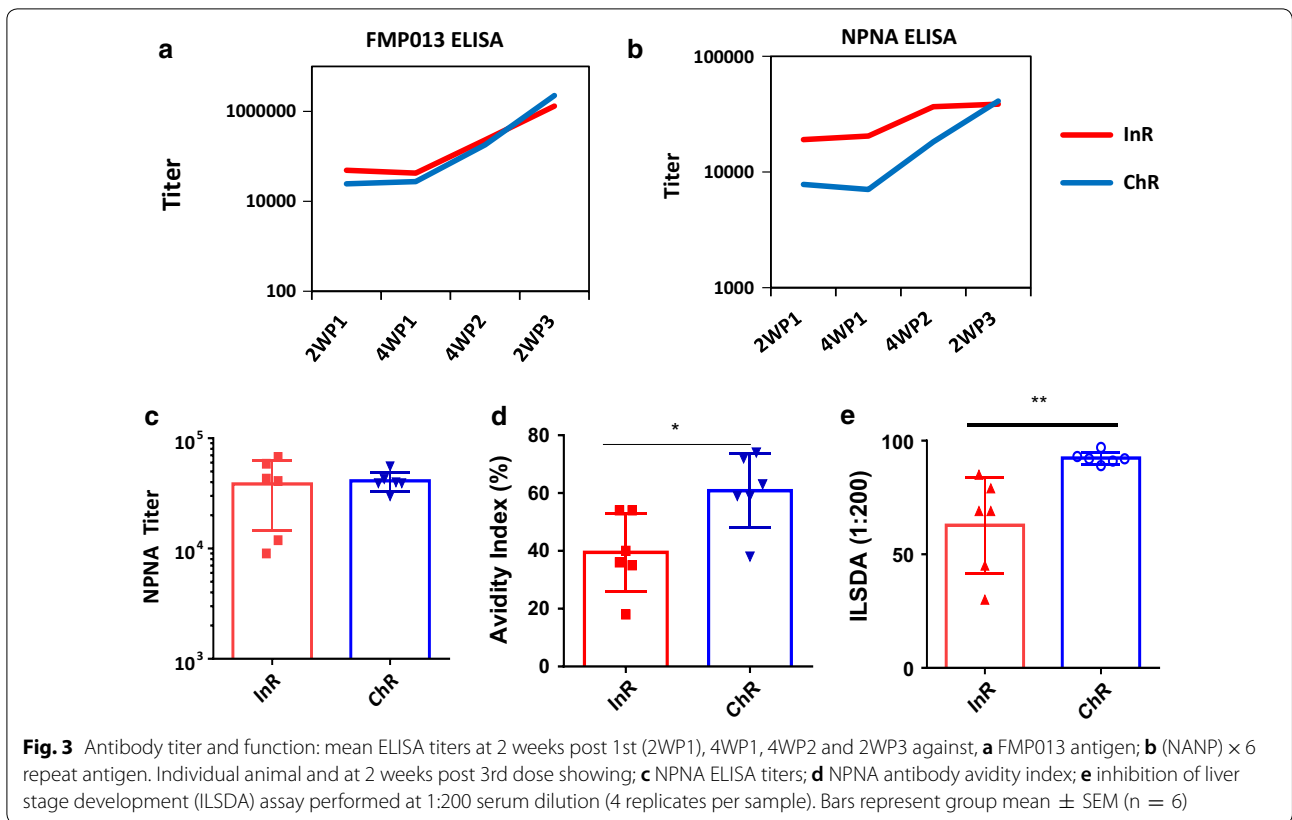 a
FMP013 ELISA
Titer
1000000
10000
100
2WP1
4WP1
4WP2
2WP3
b
NPNA ELISA
Titer
100000
10000
1000
2WP1
4WP1
4WP2
2WP3
InR
ChR
c
NPNA Titer
10⁵
10⁴
10³
InR
ChR
d
*
Avidity Index (%)
80
60
40
20
0
InR
ChR
e
**
ILSDA (1:200)
100
50
0
InR
ChR
Fig. 3 Antibody titer and function: mean ELISA titers at 2 weeks post 1st (2WP1), 4WP1, 4WP2 and 2WP3 against, a FMP013 antigen; b (NANP) × 6
repeat antigen. Individual animal and at 2 weeks post 3rd dose showing; c NPNA ELISA titers; d NPNA antibody avidity index; e inhibition of liver
stage development (ILSDA) assay performed at 1:200 serum dilution (4 replicates per sample). Bars represent group mean ± SEM (n = 6)